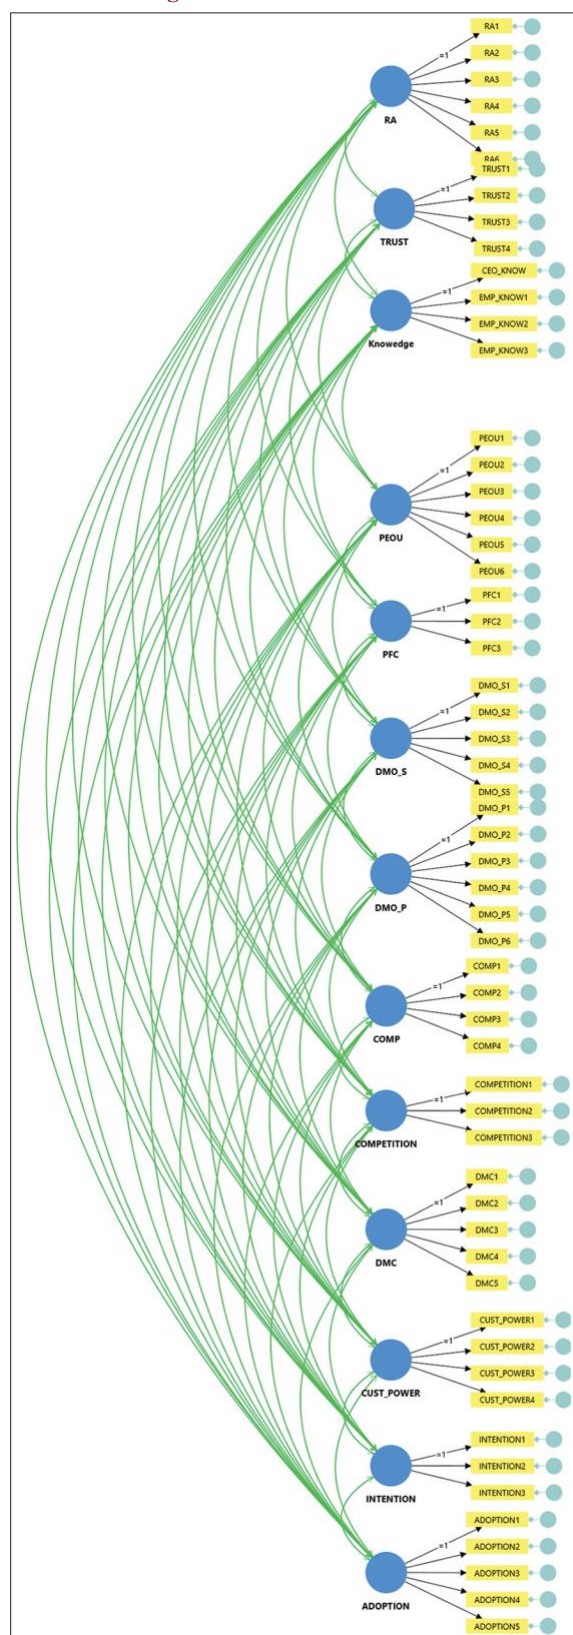 RA1
RA2
RA3
RA4
RA5
RA6
=1
RA
TRUST1
TRUST2
TRUST3
TRUST4
=1
TRUST
CEO_KNOW
EMP_KNOW1
EMP_KNOW2
EMP_KNOW3
=1
Knowedge
PEOU1
PEOU2
PEOU3
PEOU4
PEOU5
PEOU6
=1
PEOU
PFC1
PFC2
PFC3
=1
PFC
DMO_S1
DMO_S2
DMO_S3
DMO_S4
DMO_S5
=1
DMO_S
DMO_P1
DMO_P2
DMO_P3
DMO_P4
DMO_P5
DMO_P6
=1
DMO_P
COMP1
COMP2
COMP3
COMP4
=1
COMP
COMPETITION1
COMPETITION2
COMPETITION3
=1
COMPETITION
DMC1
DMC2
DMC3
DMC4
DMC5
=1
DMC
CUST_POWER1
CUST_POWER2
CUST_POWER3
CUST_POWER4
=1
CUST_POWER
INTENTION1
INTENTION2
INTENTION3
=1
INTENTION
ADOPTION1
ADOPTION2
ADOPTION3
ADOPTION4
ADOPTION5
=1
ADOPTION